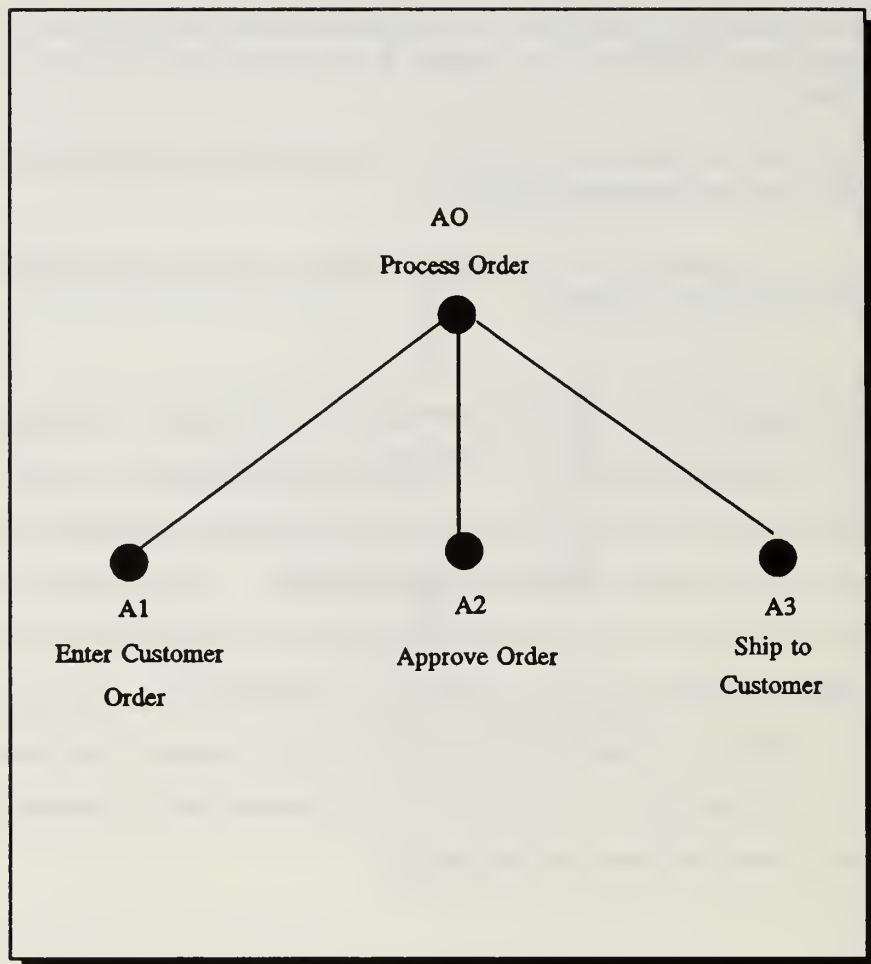 AO
Process Order
A1
Enter Customer
Order
A2
Approve Order
A3
Ship to
Customer